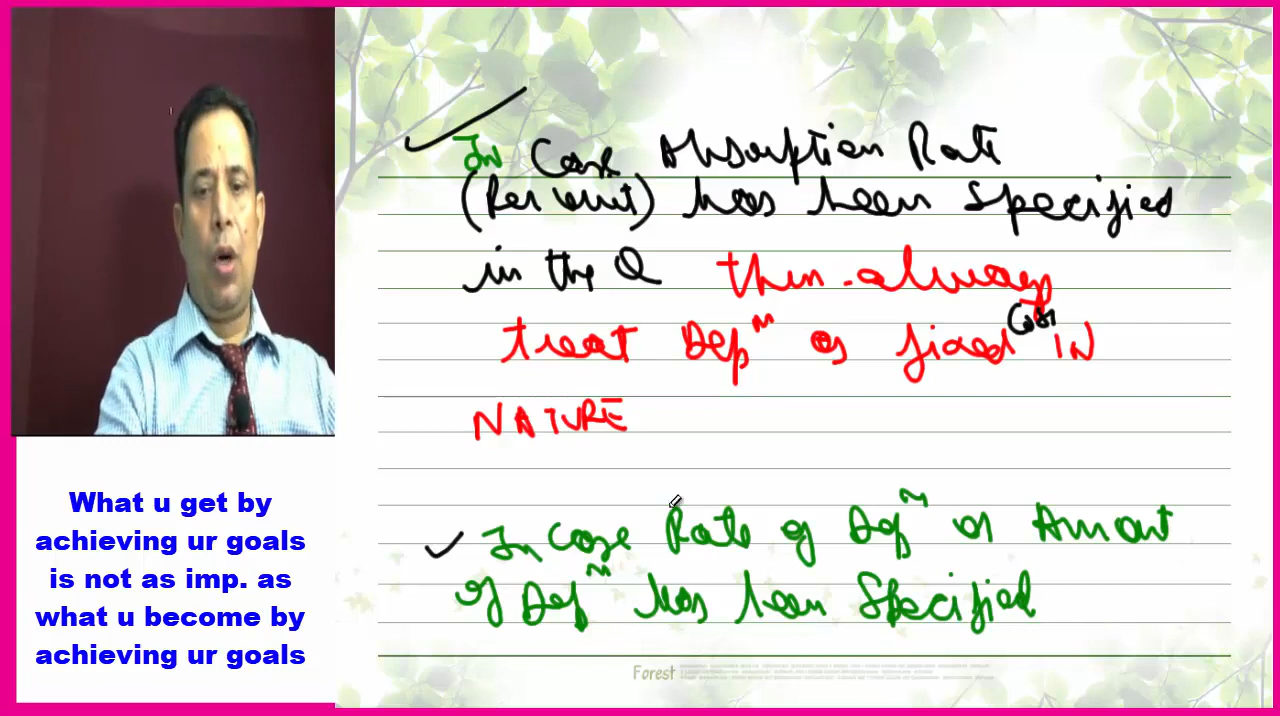 In Case Absorption Rate
(Per Unit) has been Specified
in the Q then always
treat Depⁿ as fixed Cost IN
NATURE
In Case Rate of Depⁿ or Amount
of Depⁿ has been Specified
What u get by
achieving ur goals
is not as imp. as
what u become by
achieving ur goals
Forest